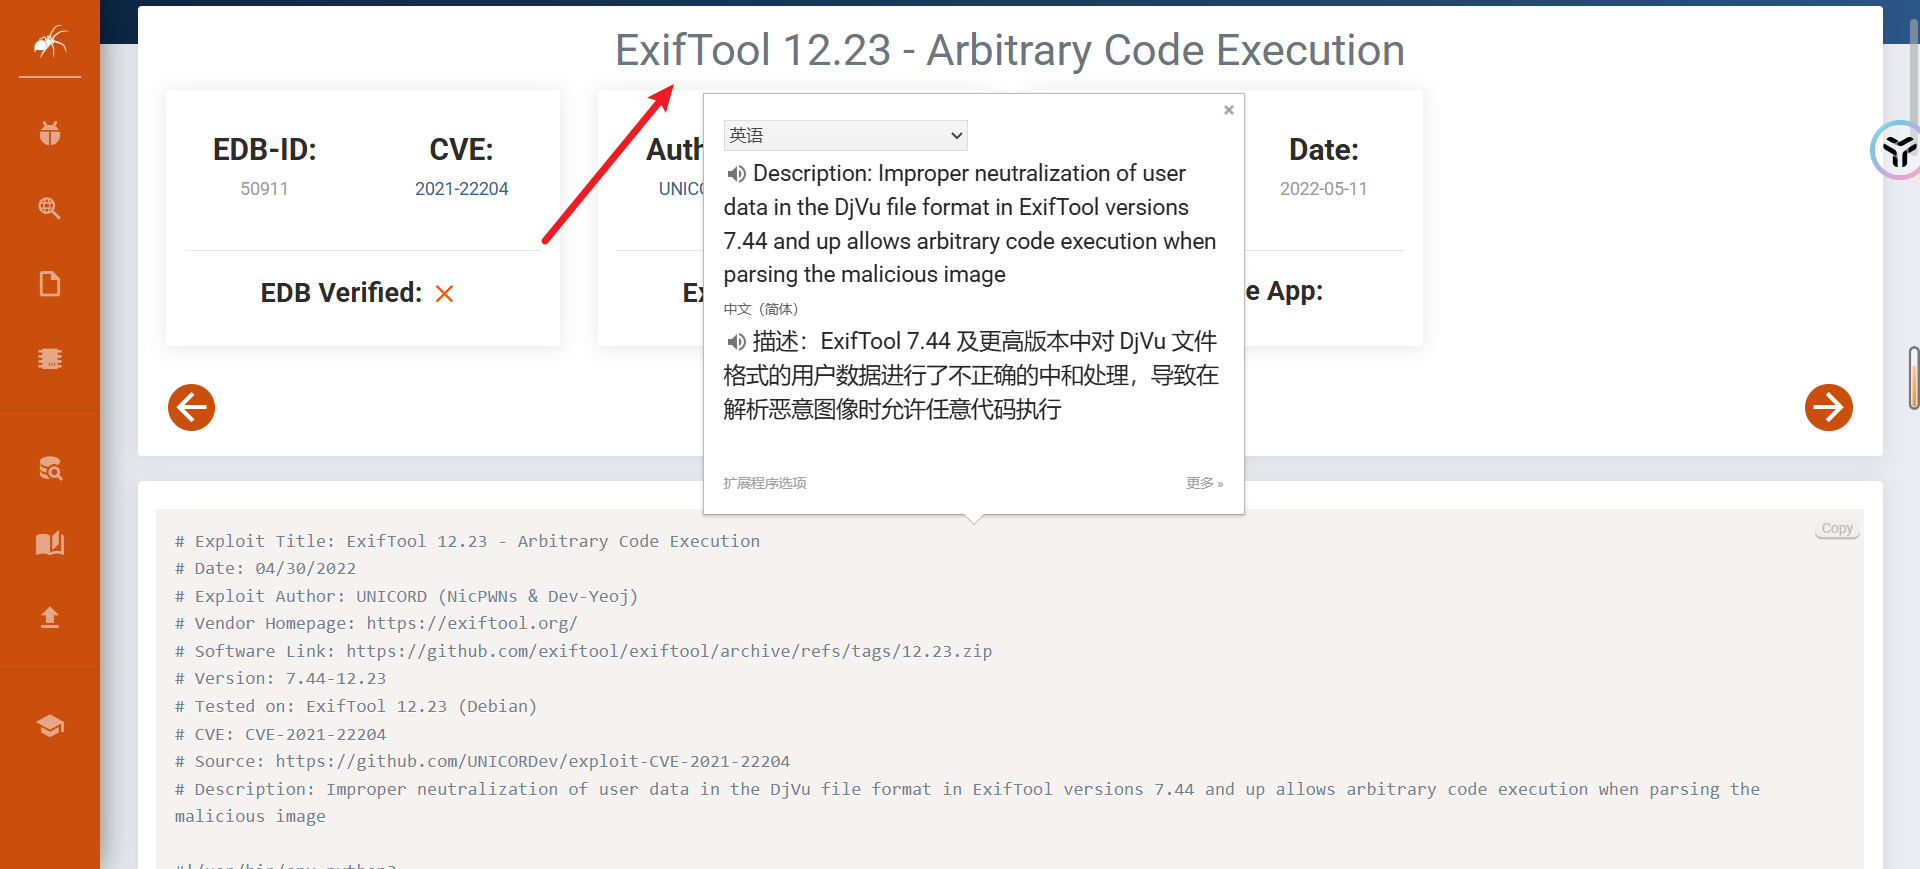 ExifTool 12.23 - Arbitrary Code Execution
EDB-ID:
50911
CVE:
2021-22204
EDB Verified:
Date:
2022-05-11
App:
×
英语
Description: Improper neutralization of user
data in the DjVu file format in ExifTool versions
7.44 and up allows arbitrary code execution when
parsing the malicious image
中文（简体）
描述：ExifTool 7.44 及更高版本中对 DjVu 文件
格式的用户数据进行了不正确的中和处理，导致在
解析恶意图像时允许任意代码执行
扩展程序选项
更多 »
Copy
# Exploit Title: ExifTool 12.23 - Arbitrary Code Execution
# Date: 04/30/2022
# Exploit Author: UNICORD (NicPWNs & Dev-Yeoj)
# Vendor Homepage: https://exiftool.org/
# Software Link: https://github.com/exiftool/exiftool/archive/refs/tags/12.23.zip
# Version: 7.44-12.23
# Tested on: ExifTool 12.23 (Debian)
# CVE: CVE-2021-22204
# Source: https://github.com/UNICORDev/exploit-CVE-2021-22204
# Description: Improper neutralization of user data in the DjVu file format in ExifTool versions 7.44 and up allows arbitrary code execution when parsing the
malicious image